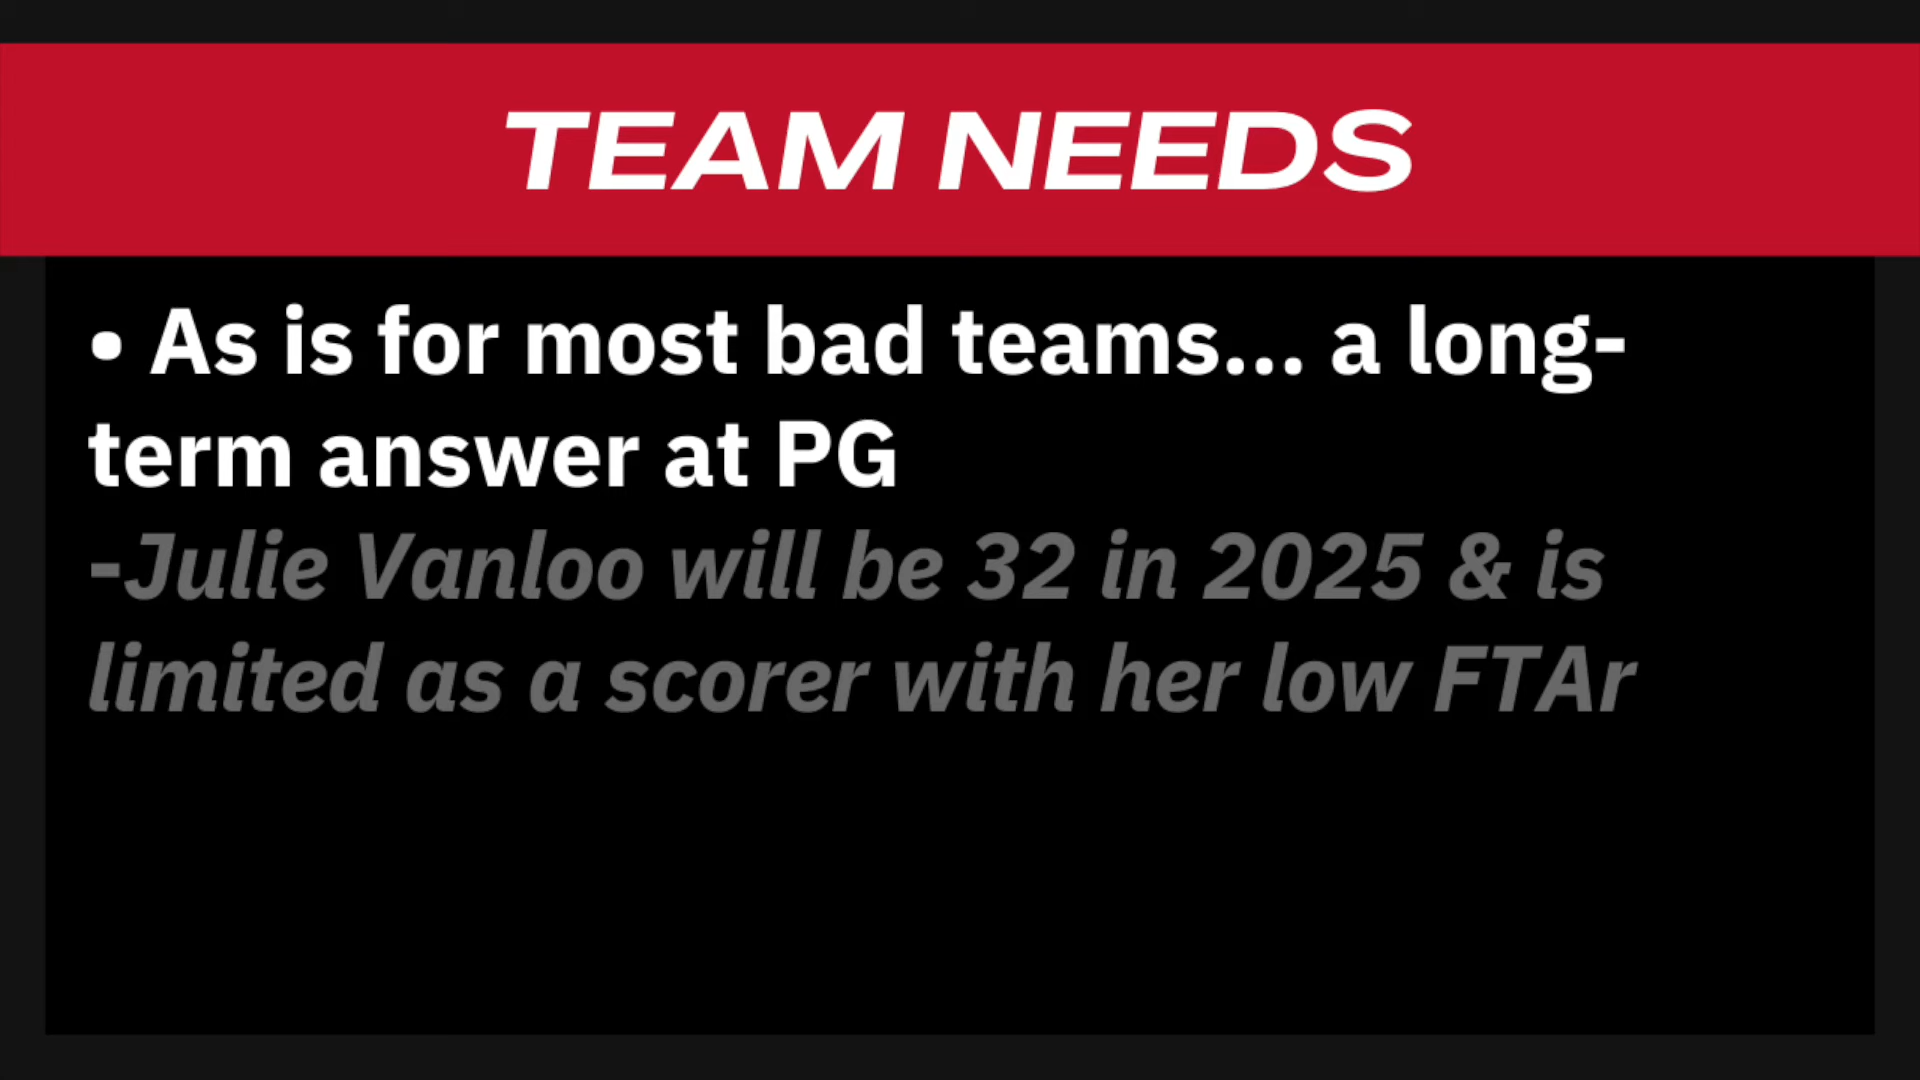 TEAM NEEDS
• As is for most bad teams... a long-
term answer at PG
-Julie Vanloo will be 32 in 2025 & is
limited as a scorer with her low FTAr